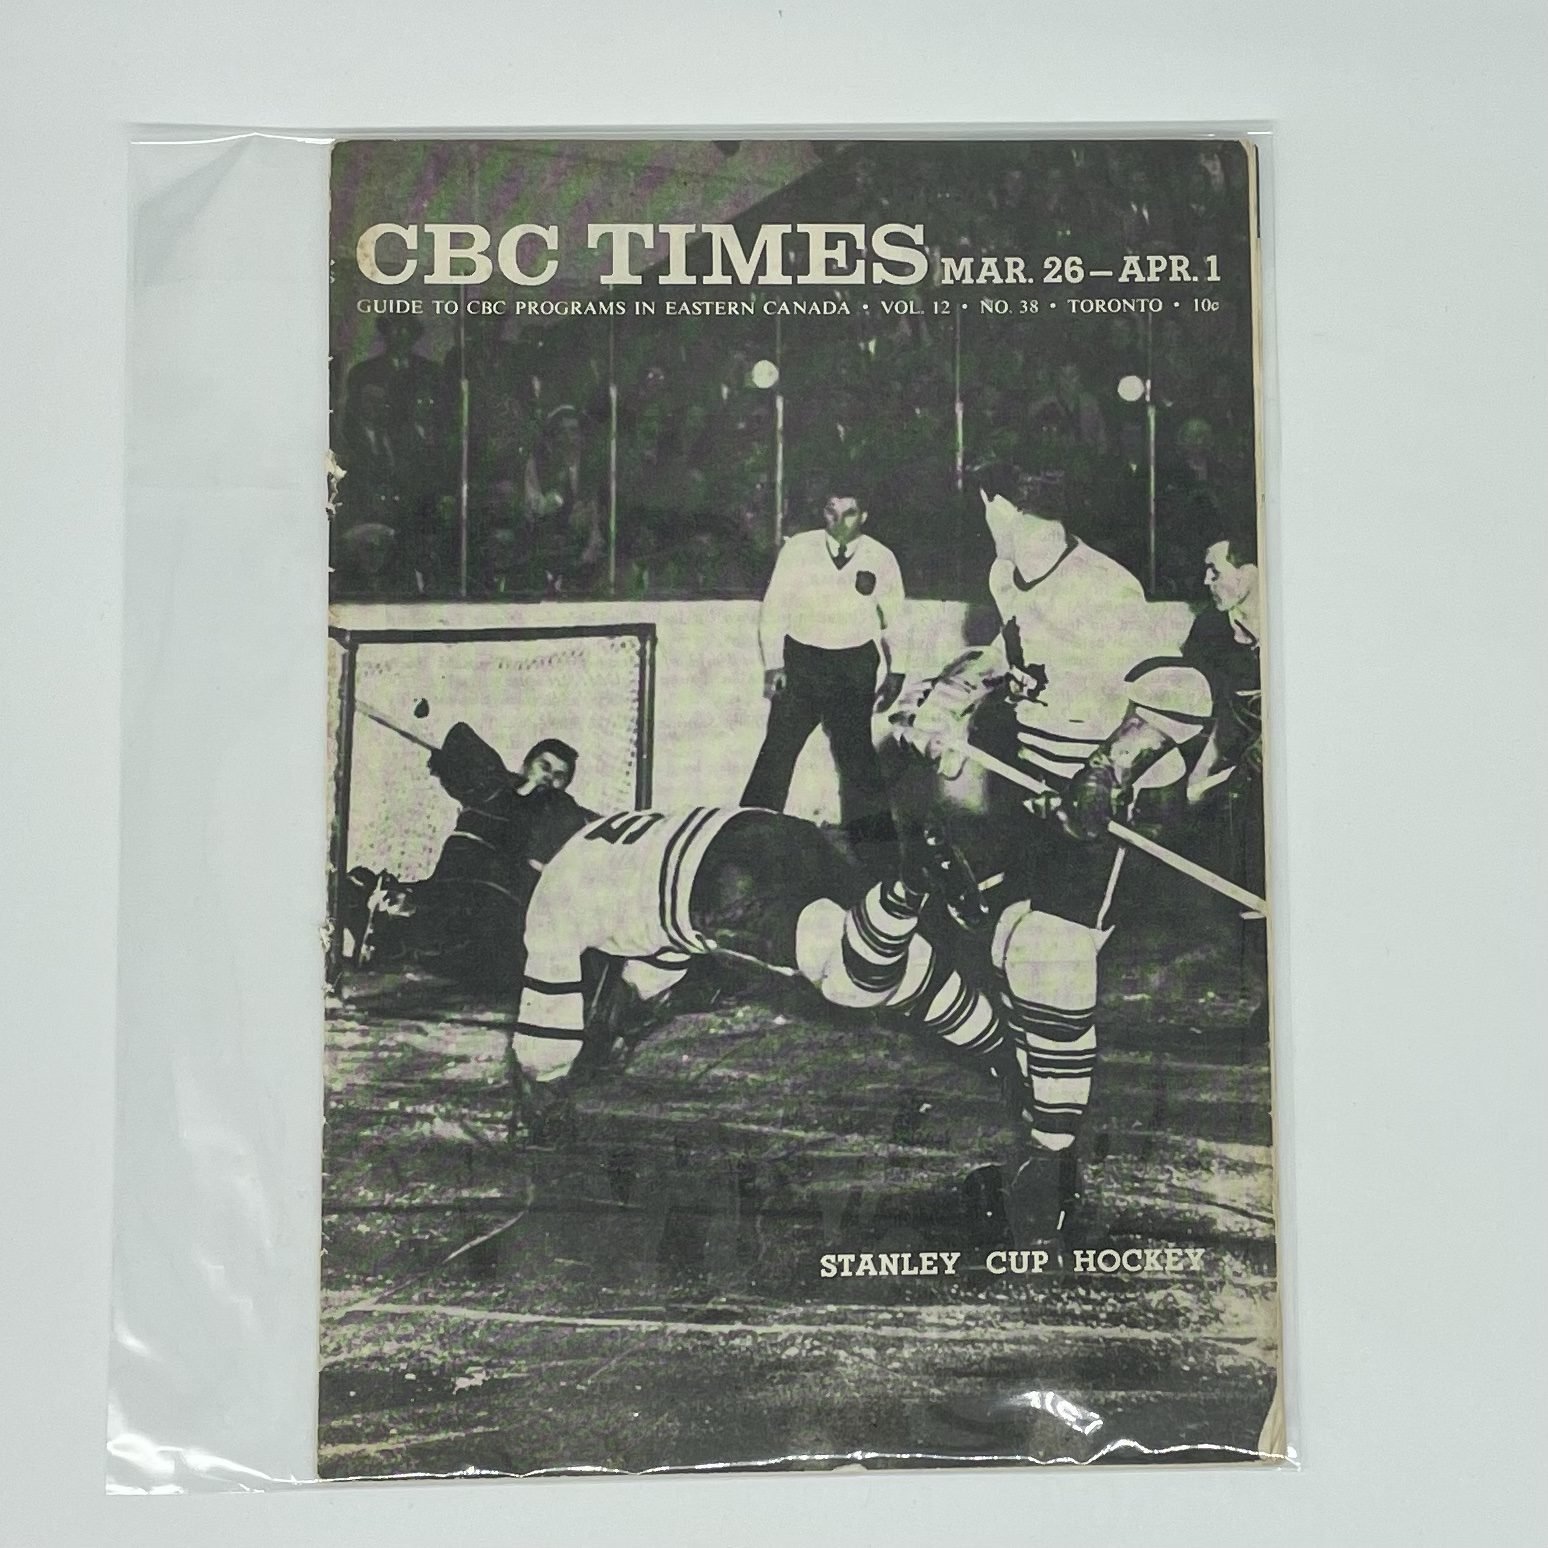 CBC TIMES MAR. 26 – APR. 1
GUIDE TO CBC PROGRAMS IN EASTERN CANADA • VOL. 12 • NO. 38 • TORONTO • 10¢
STANLEY CUP HOCKEY